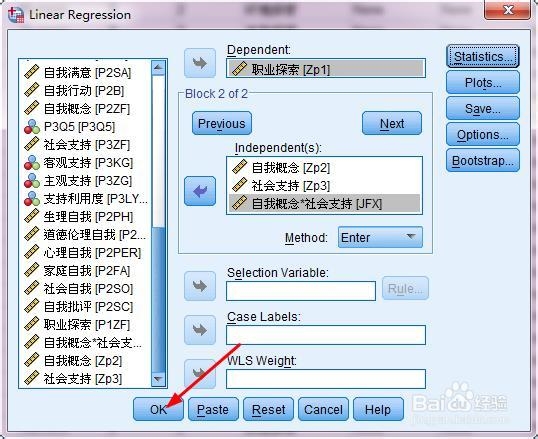 Linear Regression
自我满意 [P2SA]
自我行动 [P2B]
自我概念 [P2ZF]
P3Q5 [P3Q5]
社会支持 [P3ZF]
客观支持 [P3KG]
主观支持 [P3ZG]
支持利用度 [P3LY...
坐理自我 [P2PH]
道德伦理自我 [P2...
心理自我 [P2PER]
家庭自我 [P2FA]
社会自我 [P2SO]
自我批评 [P2SC]
职业探索 [P1ZF]
自我概念*社会支...
自我概念 [Zp2]
社会支持 [Zp3]
Dependent:
职业探索 [Zp1]
Block 2 of 2
Previous
Next
Independent(s):
自我概念 [Zp2]
社会支持 [Zp3]
自我概念*社会支持 [JFX]
Method:
Enter
Selection Variable:
Rule...
Case Labels:
WLS Weight:
Statistics...
Plots...
Save...
Options...
Bootstrap...
OK
Paste
Reset
Cancel
Help
Baidu 经验
jingyan.baidu.com